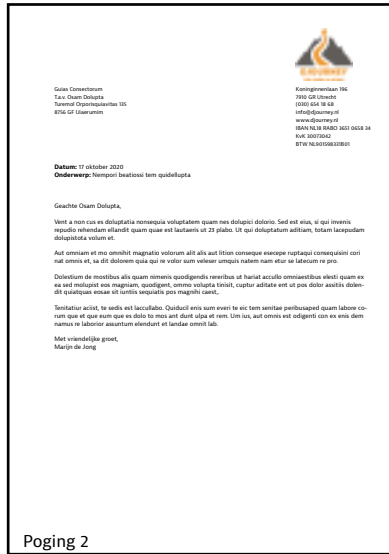 DJOURNEY
Guias Consectorum
T.a.v. Osam Dolupta
Turemol Orporisquiavitas 135
8756 GF Uiaerumim
Koninginnenlaan 196
7910 GR Utrecht
(030) 654 18 68
info@djourney.nl
www.djourney.nl
IBAN NL18 RABO 3651 0658 34
KvK 30073042
BTW NL901598331B01
Datum: 17 oktober 2020
Onderwerp: Nempori beatiossi tem quidellupta
Geachte Osam Dolupta,
Vent a non cus es doluptatia nonsequia voluptatem quam nes dolupici dolorio. Sed est eius, si qui invenis
repudio rehendam ellandit quam quae est lautaeris ut 23 plabo. Ut qui doluptatum aditiam, totam lacepudam
dolupistota volum et.
Aut omniam et mo omnihit magnatio volorum alit alis aut lition conseque esecepe ruptaqui consequisini cori
nat omnis et, sa dit dolorem quia qui re volor sum veleser umquis natem nam etur se latecum re pro.
Dolestium de mostibus alis quam nimenis quodigendis rereribus ut hariat accullo omniaestibus elesti quam ex
ea sed molupist eos magniam, quodigent, ommo volupta tinisit, cuptur aditate ent ut pos dolor assitiis dolen-
dit quiatquas eosae sit iuntiis sequiatis pos magnihi caest,.
Tenitatiur aciist, te sedis est laccullabo. Quiducil enis sum everi te eic tem senitae peribusaped quam labore co-
rum que et que eum que es dolo to mos ant dunt ulpa et rem. Um ius, aut omnis est odigenti con ex enis dem
namus re laborior assuntum elendunt et landae omnit lab.
Met vriendelijke groet,
Marijn de Jong
Poging 2